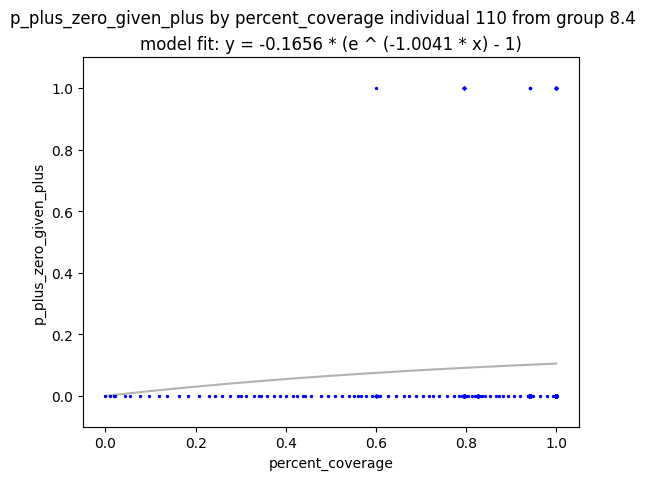 p_plus_zero_given_plus by percent_coverage individual 110 from group 8.4
model fit: y = -0.1656 * (e ^ (-1.0041 * x) - 1)
1.0
0.8
0.6
0.4
0.2
0.0
p_plus_zero_given_plus
0.0 0.2 0.4 0.6 0.8 1.0
percent_coverage